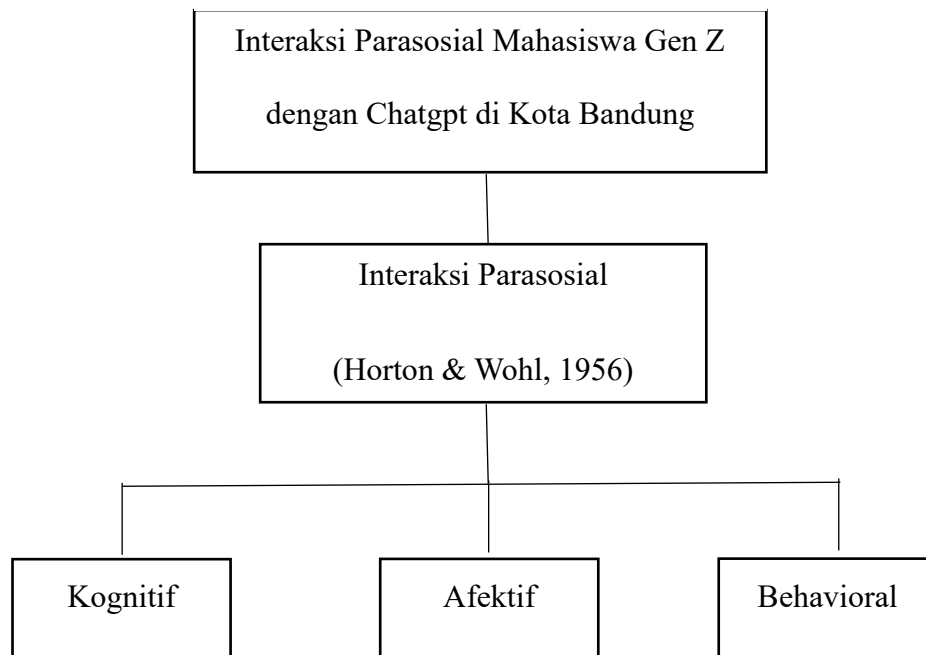 Interaksi Parasosial Mahasiswa Gen Z
dengan Chatgpt di Kota Bandung
Interaksi Parasosial
(Horton & Wohl, 1956)
Kognitif
Afektif
Behavioral